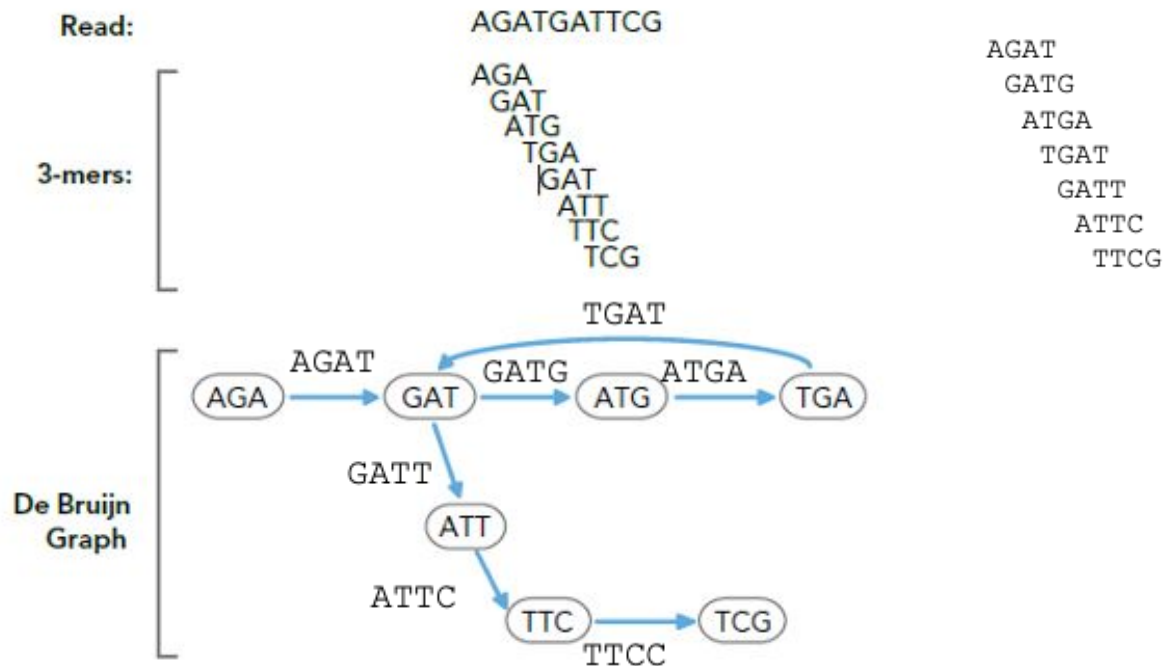 Read: AGATGATTCG
AGAT
GATG
ATGA
TGAT
GATT
ATTC
TTCG
3-mers:
AGA
GAT
ATG
TGA
GAT
ATT
TTC
TCG
De Bruijn
Graph
TGAT
AGAT GATG ATGA
AGA GAT ATG TGA
GATT
ATT
ATTC
TTC TCG
TTCC